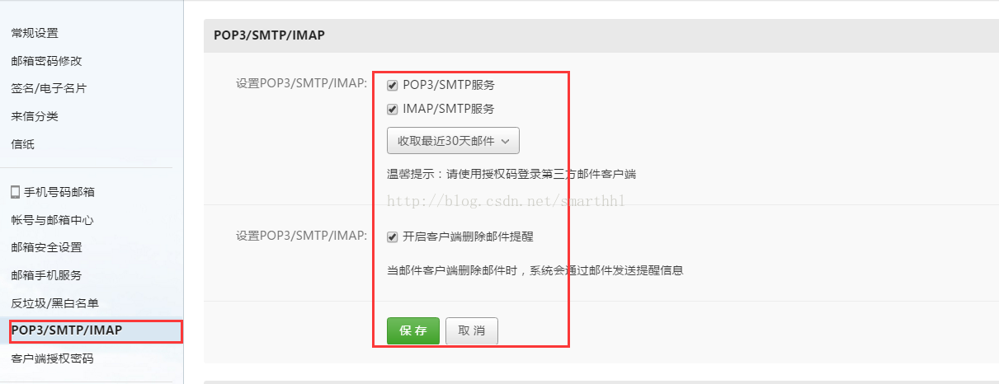 常规设置
邮箱密码修改
签名/电子名片
来信分类
信纸
手机号码邮箱
帐号与邮箱中心
邮箱安全设置
邮箱手机服务
反垃圾/黑白名单
POP3/SMTP/IMAP
客户端授权密码
POP3/SMTP/IMAP
设置POP3/SMTP/IMAP:
POP3/SMTP服务
IMAP/SMTP服务
收取最近30天邮件
温馨提示：请使用授权码登录第三方邮件客户端
http://blog.csdn.net/smarthhl
设置POP3/SMTP/IMAP:
开启客户端删除邮件提醒
当邮件客户端删除邮件时，系统会通过邮件发送提醒信息
保 存
取 消